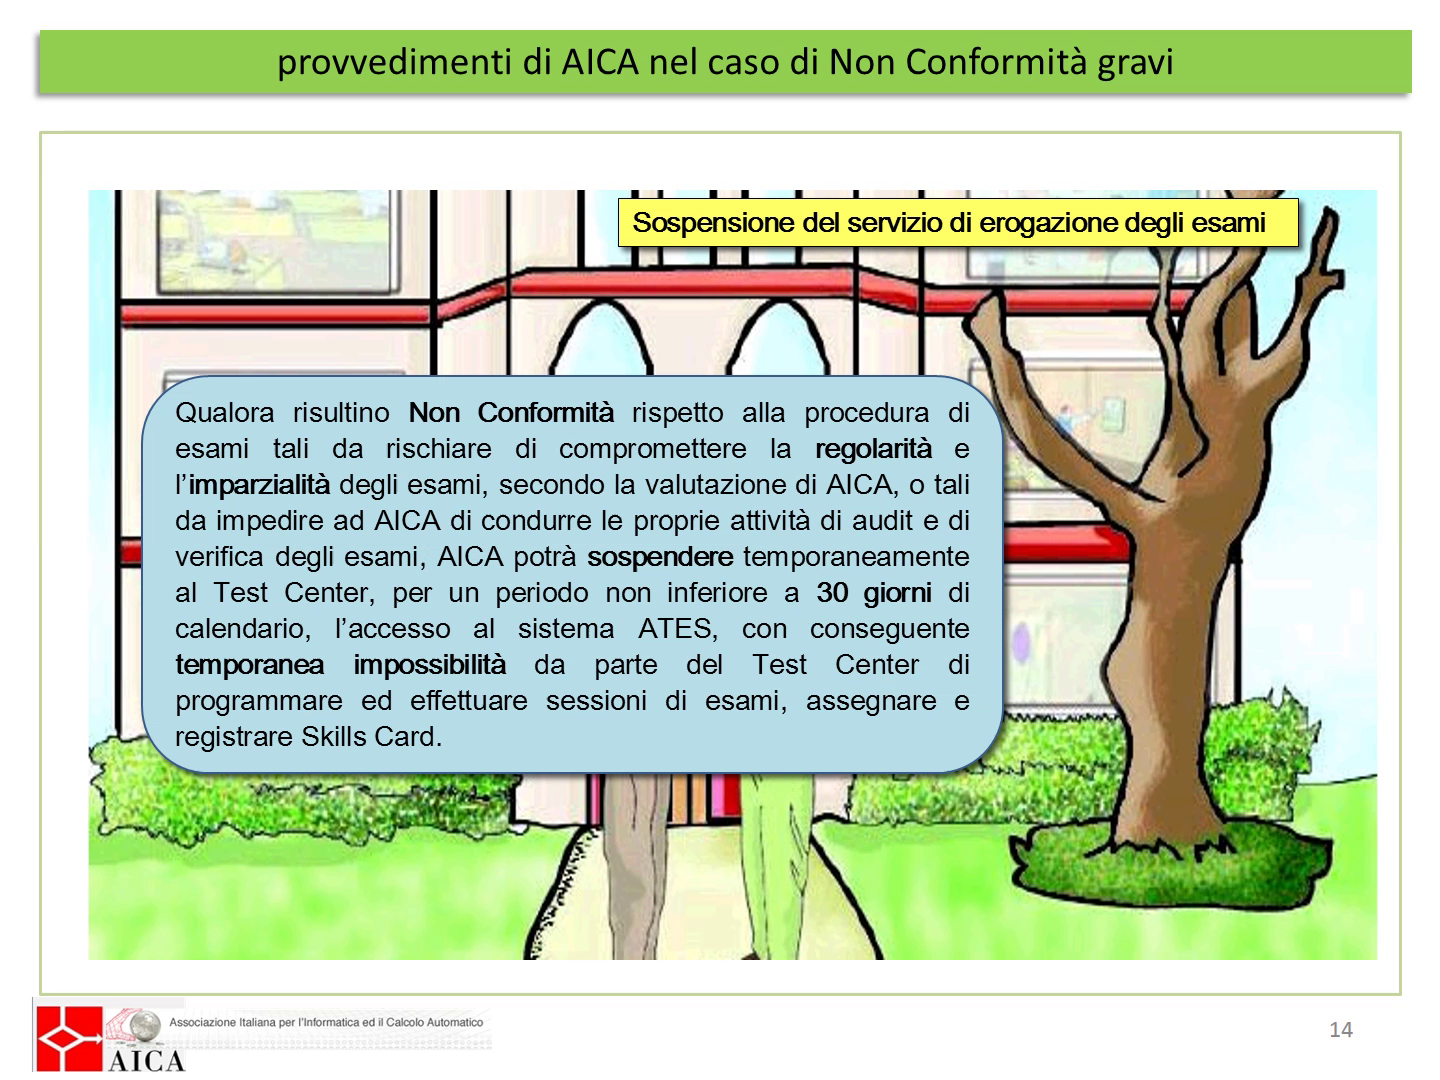 provvedimenti di AICA nel caso di Non Conformità gravi
Sospensione del servizio di erogazione degli esami
Qualora risultino Non Conformità rispetto alla procedura di
esami tali da rischiare di compromettere la regolarità e
l’imparzialità degli esami, secondo la valutazione di AICA, o tali
da impedire ad AICA di condurre le proprie attività di audit e di
verifica degli esami, AICA potrà sospendere temporaneamente
al Test Center, per un periodo non inferiore a 30 giorni di
calendario, l’accesso al sistema ATES, con conseguente
temporanea impossibilità da parte del Test Center di
programmare ed effettuare sessioni di esami, assegnare e
registrare Skills Card.
Associazione Italiana per l'Informatica ed il Calcolo Automatico
AICA
14